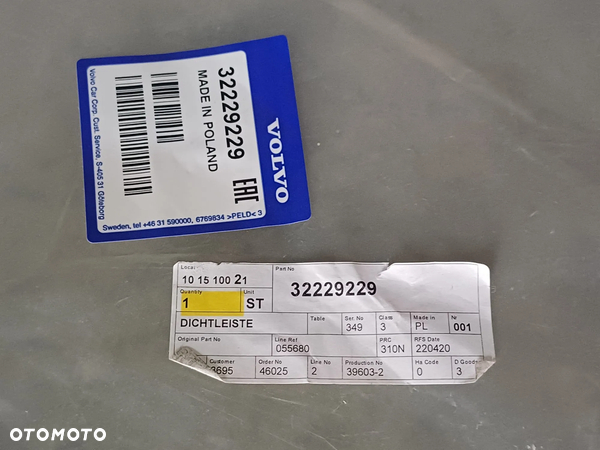 VOLVO
32229229
MADE IN POLAND
EAC
Volvo Car Corp. Cust. Service, S-405 31 Göteborg
Sweden, tel +46 31 590000, 6769834 >PELD< 3
Local
10 15 100 21
Part No
32229229
Quantity
1
Unit
ST
DICHTLEISTE
Table
Ser. No
349
Class
3
Made in
PL
Nr
001
Original Part No
Line Ref
055680
PRC
310N
RFS Date
220420
Customer
3695
Order No
46025
Line No
2
Production No
39603-2
Ha Code
0
D Goods
3
OTOMOTO